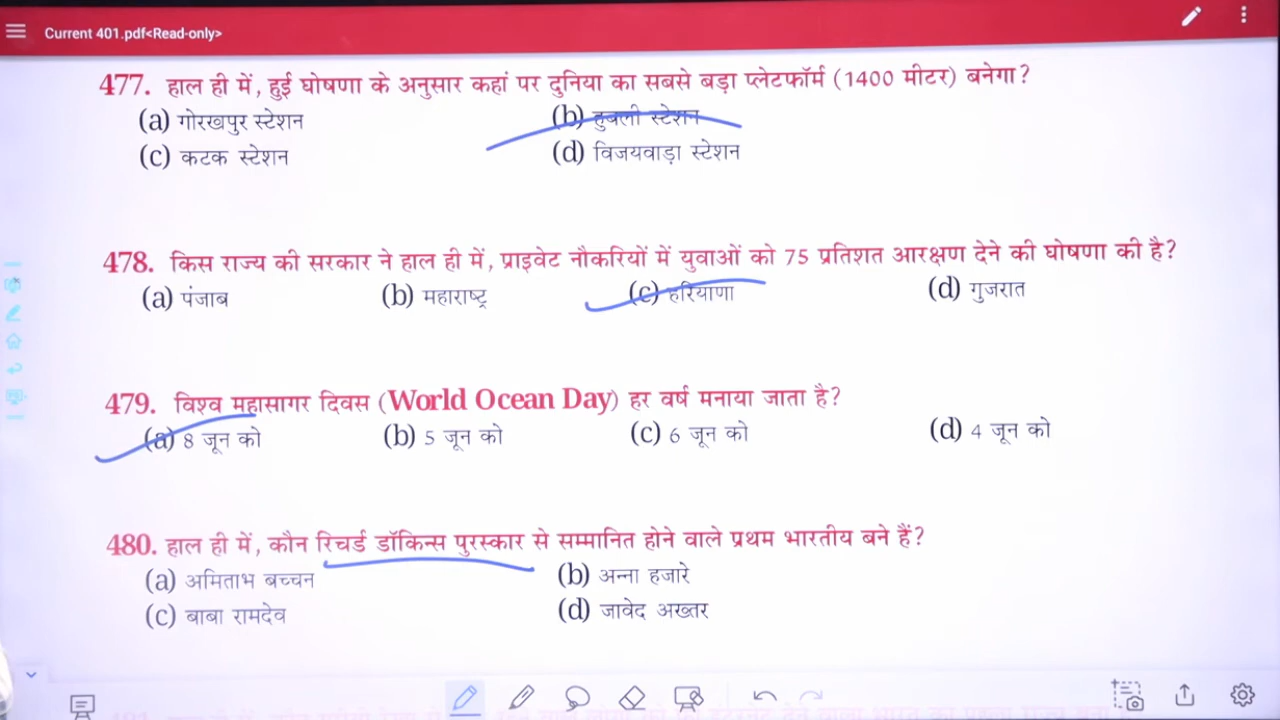 Current 401.pdf<Read-only>
477. हाल ही में, हुई घोषणा के अनुसार कहां पर दुनिया का सबसे बड़ा प्लेटफॉर्म (1400 मीटर) बनेगा?
(a) गोरखपुर स्टेशन (b) हुबली स्टेशन
(c) कटक स्टेशन (d) विजयवाड़ा स्टेशन
478. किस राज्य की सरकार ने हाल ही में, प्राइवेट नौकरियों में युवाओं को 75 प्रतिशत आरक्षण देने की घोषणा की है?
(a) पंजाब (b) महाराष्ट्र (c) हरियाणा (d) गुजरात
479. विश्व महासागर दिवस (World Ocean Day) हर वर्ष मनाया जाता है?
(a) 8 जून को (b) 5 जून को (c) 6 जून को (d) 4 जून को
480. हाल ही में, कौन रिचर्ड डॉकिन्स पुरस्कार से सम्मानित होने वाले प्रथम भारतीय बने हैं?
(a) अमिताभ बच्चन (b) अन्ना हजारे
(c) बाबा रामदेव (d) जावेद अख्तर